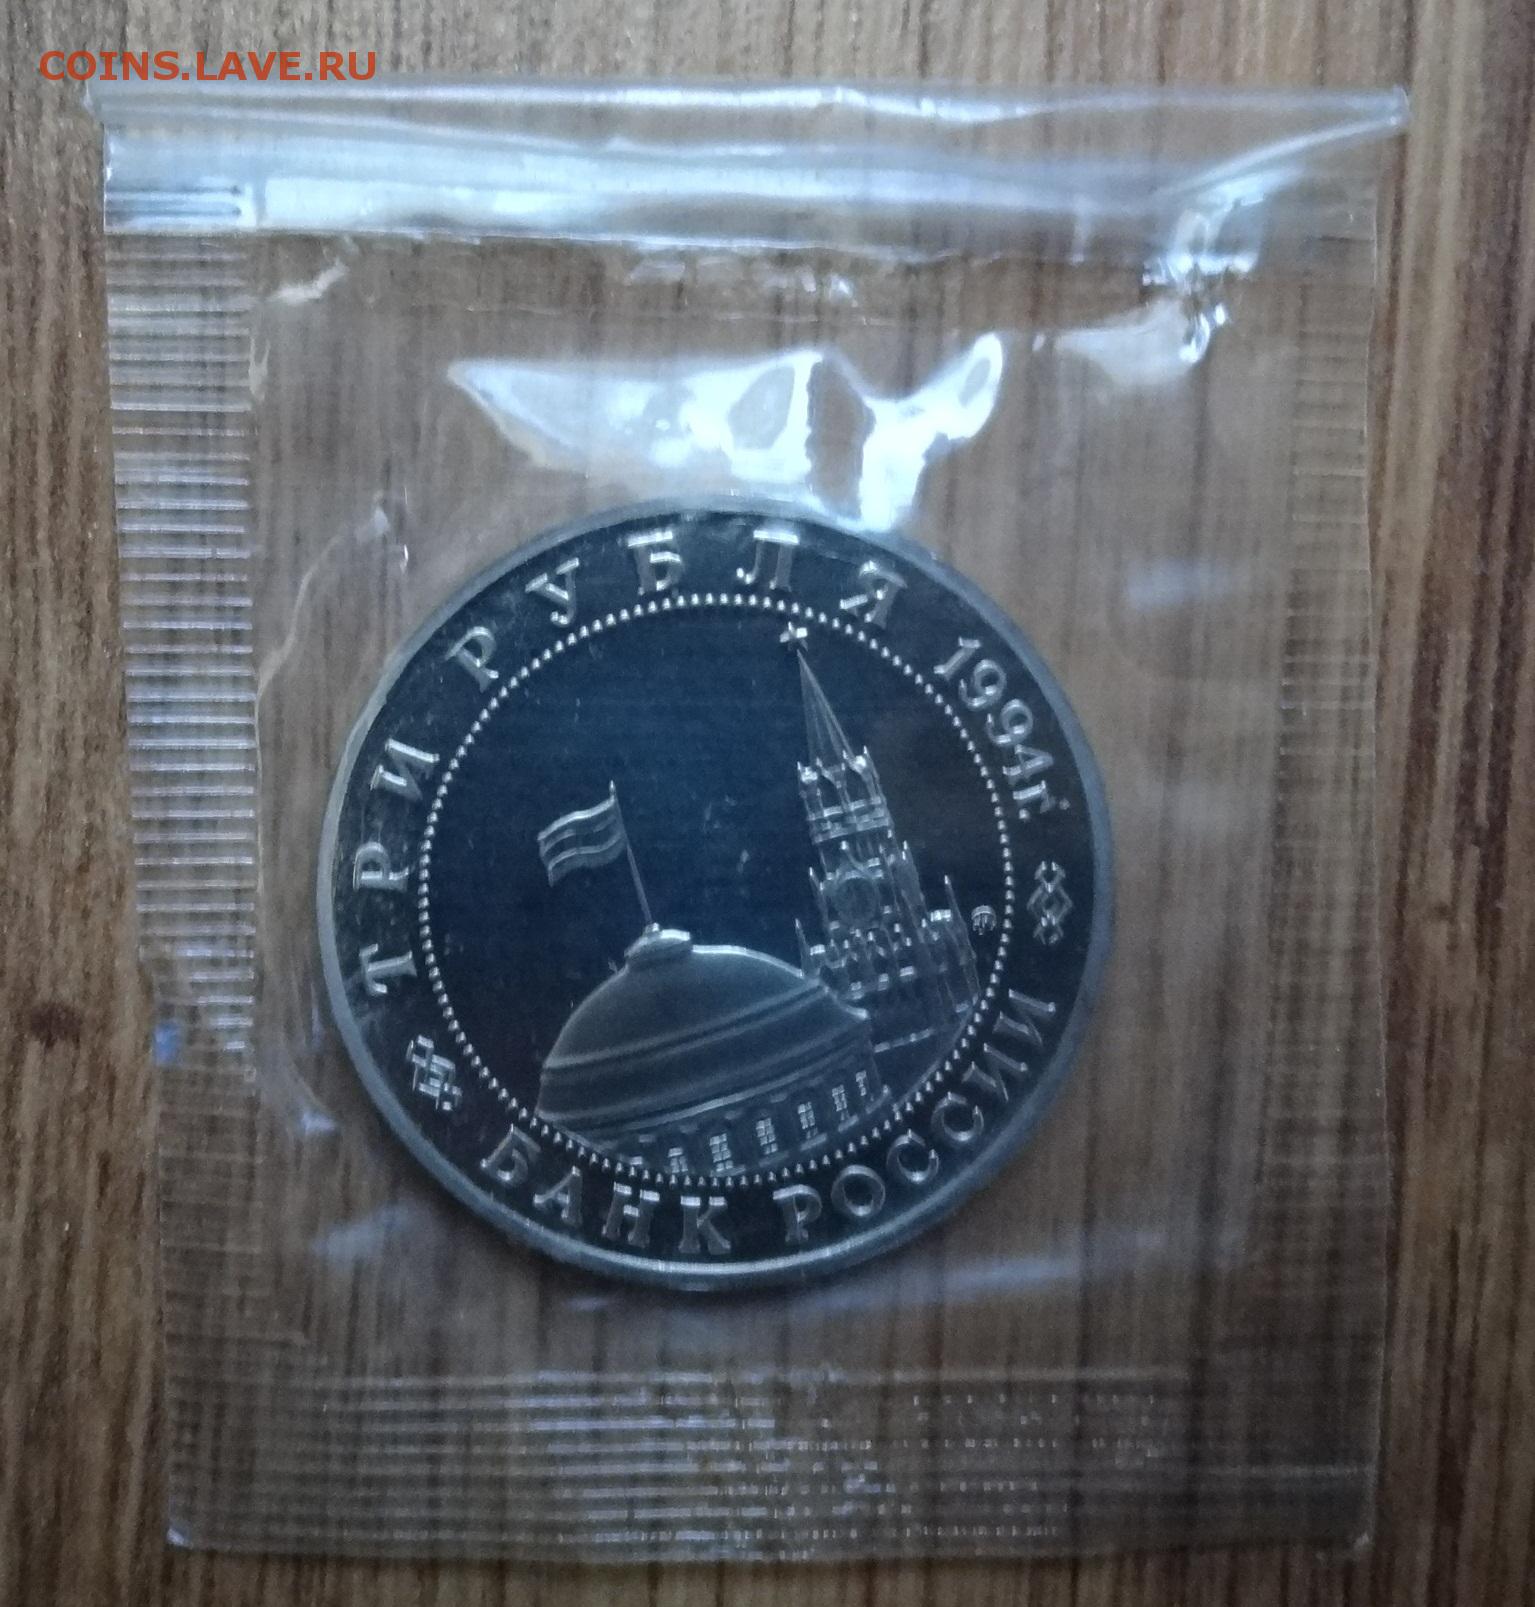 COINS.LAVE.RU
ТРИ РУБЛЯ 1994г.
БАНК РОССИИ